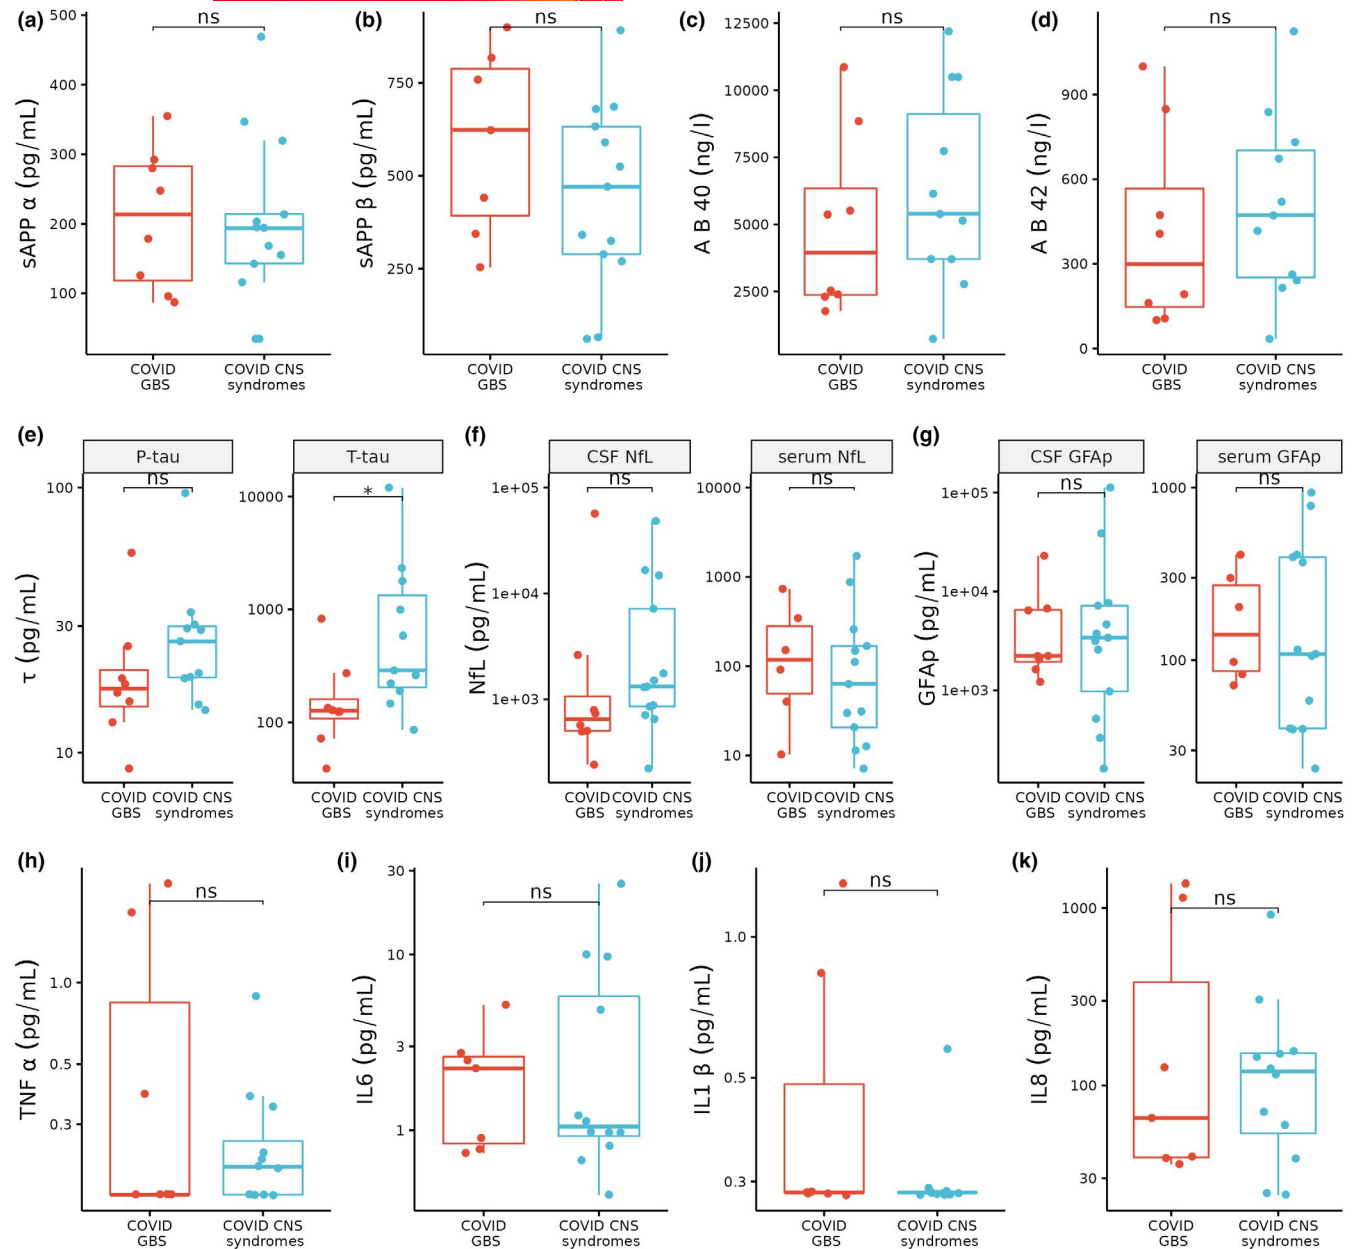 (a)
ns
sAPP α (pg/mL)
500
400
300
200
100
COVID GBS
COVID CNS syndromes
(b)
ns
sAPP β (pg/mL)
750
500
250
COVID GBS
COVID CNS syndromes
(c)
ns
A B 40 (ng/l)
12500
10000
7500
5000
2500
COVID GBS
COVID CNS syndromes
(d)
ns
A B 42 (ng/l)
900
600
300
0
COVID GBS
COVID CNS syndromes
(e)
P-tau
ns
τ (pg/mL)
100
30
10
COVID GBS
COVID CNS syndromes
T-tau
*
10000
1000
100
COVID GBS
COVID CNS syndromes
(f)
CSF NfL
ns
NfL (pg/mL)
1e+05
1e+04
1e+03
COVID GBS
COVID CNS syndromes
serum NfL
ns
10000
1000
100
10
COVID GBS
COVID CNS syndromes
(g)
CSF GFAp
ns
GFAp (pg/mL)
1e+05
1e+04
1e+03
COVID GBS
COVID CNS syndromes
serum GFAp
ns
1000
300
100
30
COVID GBS
COVID CNS syndromes
(h)
ns
TNF α (pg/mL)
1.0
0.5
0.3
COVID GBS
COVID CNS syndromes
(i)
ns
IL6 (pg/mL)
30
10
3
1
COVID GBS
COVID CNS syndromes
(j)
ns
IL1 β (pg/mL)
1.0
0.5
0.3
COVID GBS
COVID CNS syndromes
(k)
ns
IL8 (pg/mL)
1000
300
100
30
COVID GBS
COVID CNS syndromes